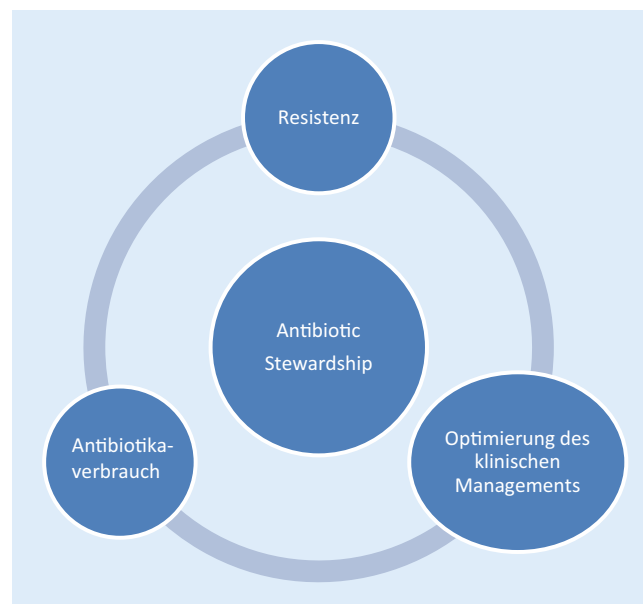 Resistenz
Antibiotic
Stewardship
Antibiotika-
verbrauch
Optimierung des
klinischen
Managements